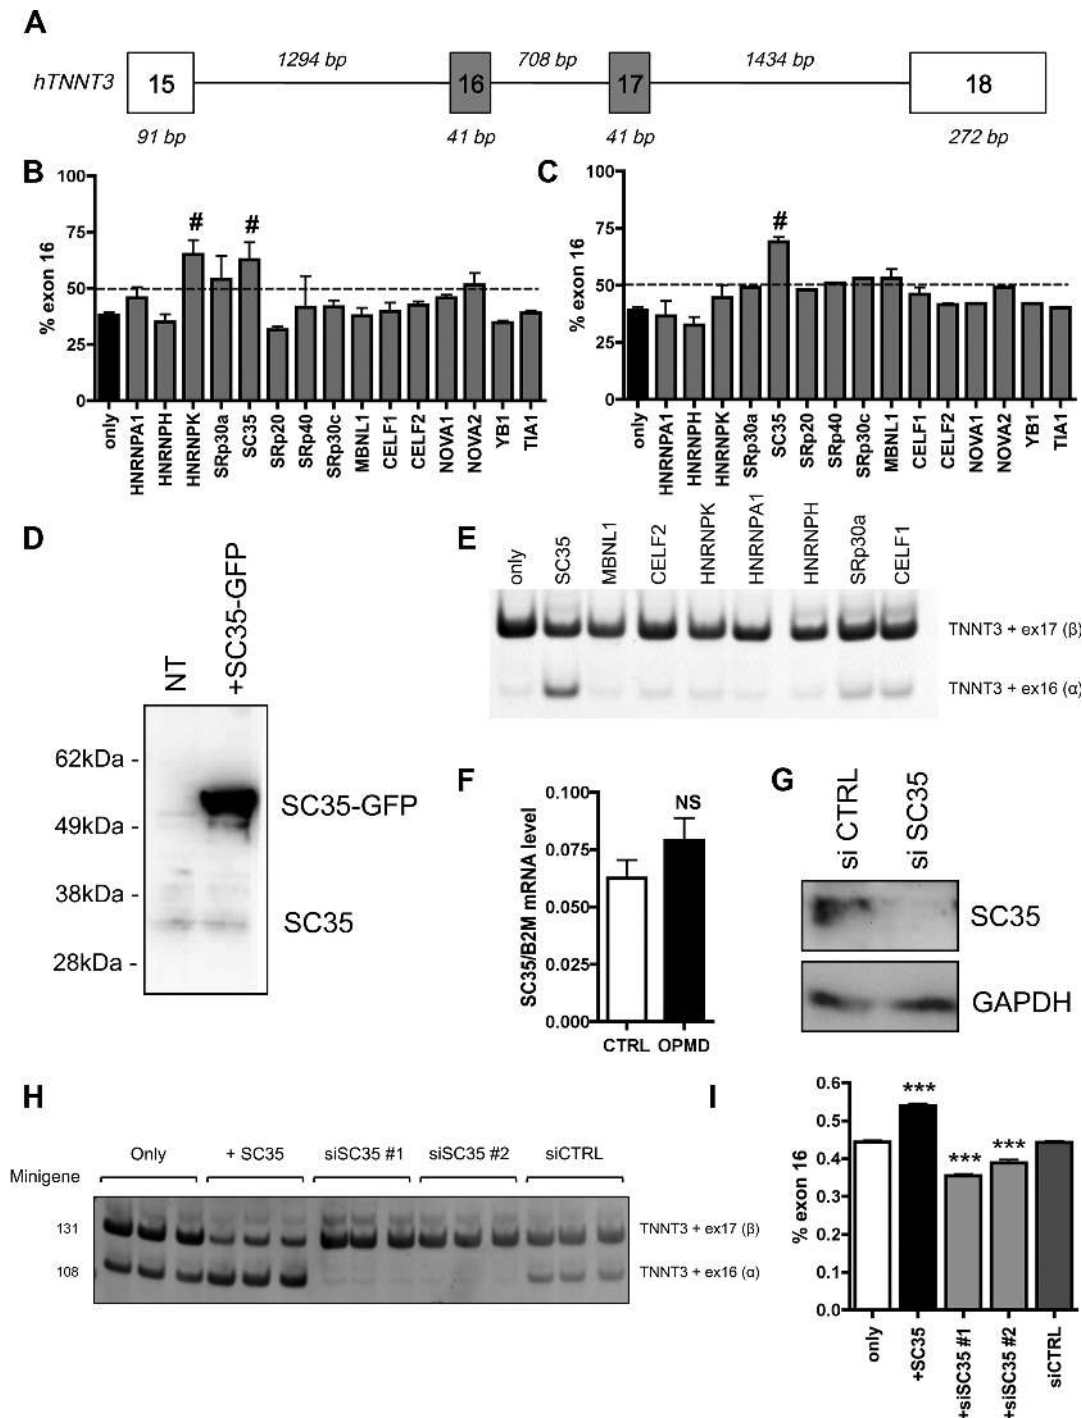 A
1294 bp
708 bp
1434 bp
hTNNT3
15
16
17
18
91 bp
41 bp
41 bp
272 bp
B
100
75
50
25
0
% exon 16
#
#
only
HNRNPA1
HNRNPH
HNRNPK
SRp30a
SC35
SRp20
SRp40
SRp30c
MBNL1
CELF1
CELF2
NOVA1
NOVA2
YB1
TIA1
C
100
75
50
25
0
% exon 16
#
only
HNRNPA1
HNRNPH
HNRNPK
SRp30a
SC35
SRp20
SRp40
SRp30c
MBNL1
CELF1
CELF2
NOVA1
NOVA2
YB1
TIA1
D
NT
+SC35-GFP
62kDa -
49kDa -
38kDa -
28kDa -
SC35-GFP
SC35
E
only
SC35
MBNL1
CELF2
HNRNPK
HNRNPA1
HNRNPH
SRp30a
CELF1
TNNT3 + ex17 (β)
TNNT3 + ex16 (α)
F
SC35/B2M mRNA level
0.100
0.075
0.050
0.025
0.000
NS
CTRL
OPMD
G
si CTRL
si SC35
SC35
GAPDH
H
Only
+ SC35
siSC35 #1
siSC35 #2
siCTRL
Minigene
131
108
TNNT3 + ex17 (β)
TNNT3 + ex16 (α)
I
% exon 16
0.6
0.5
0.4
0.3
0.2
0.1
0.0
***
***
***
only
+SC35
+siSC35 #1
+siSC35 #2
siCTRL